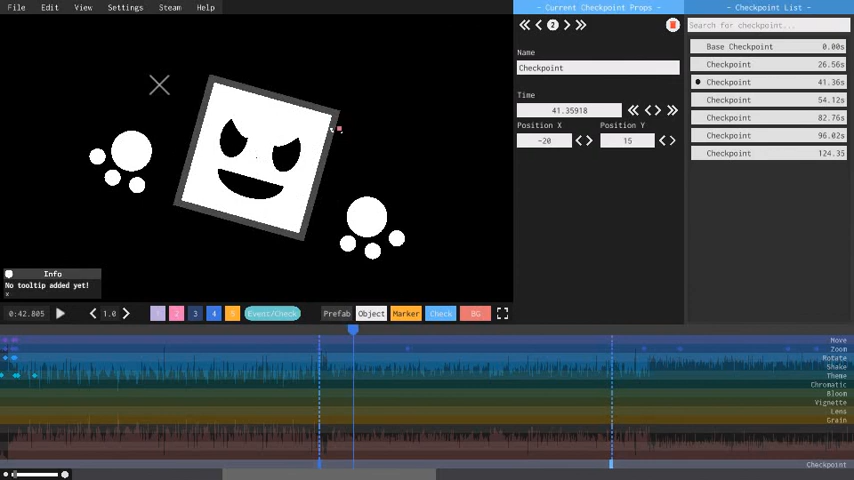 File Edit View Settings Steam Help
- Current Checkpoint Props -
2
Name
Checkpoint
Time
41.35918
Position X
Position Y
-20
15
- Checkpoint List -
Search for checkpoint...
Base Checkpoint 0.00s
Checkpoint 26.56s
Checkpoint 41.36s
Checkpoint 54.12s
Checkpoint 82.76s
Checkpoint 96.02s
Checkpoint 124.35
Info
No tooltip added yet!
x
0:42.805
1.0
1 2 3 4 5
Event/Check
Prefab Object Marker Check BG
Move
Zoom
Rotate
Shake
Theme
Chromatic
Bloom
Vignette
Lens
Grain
Checkpoint